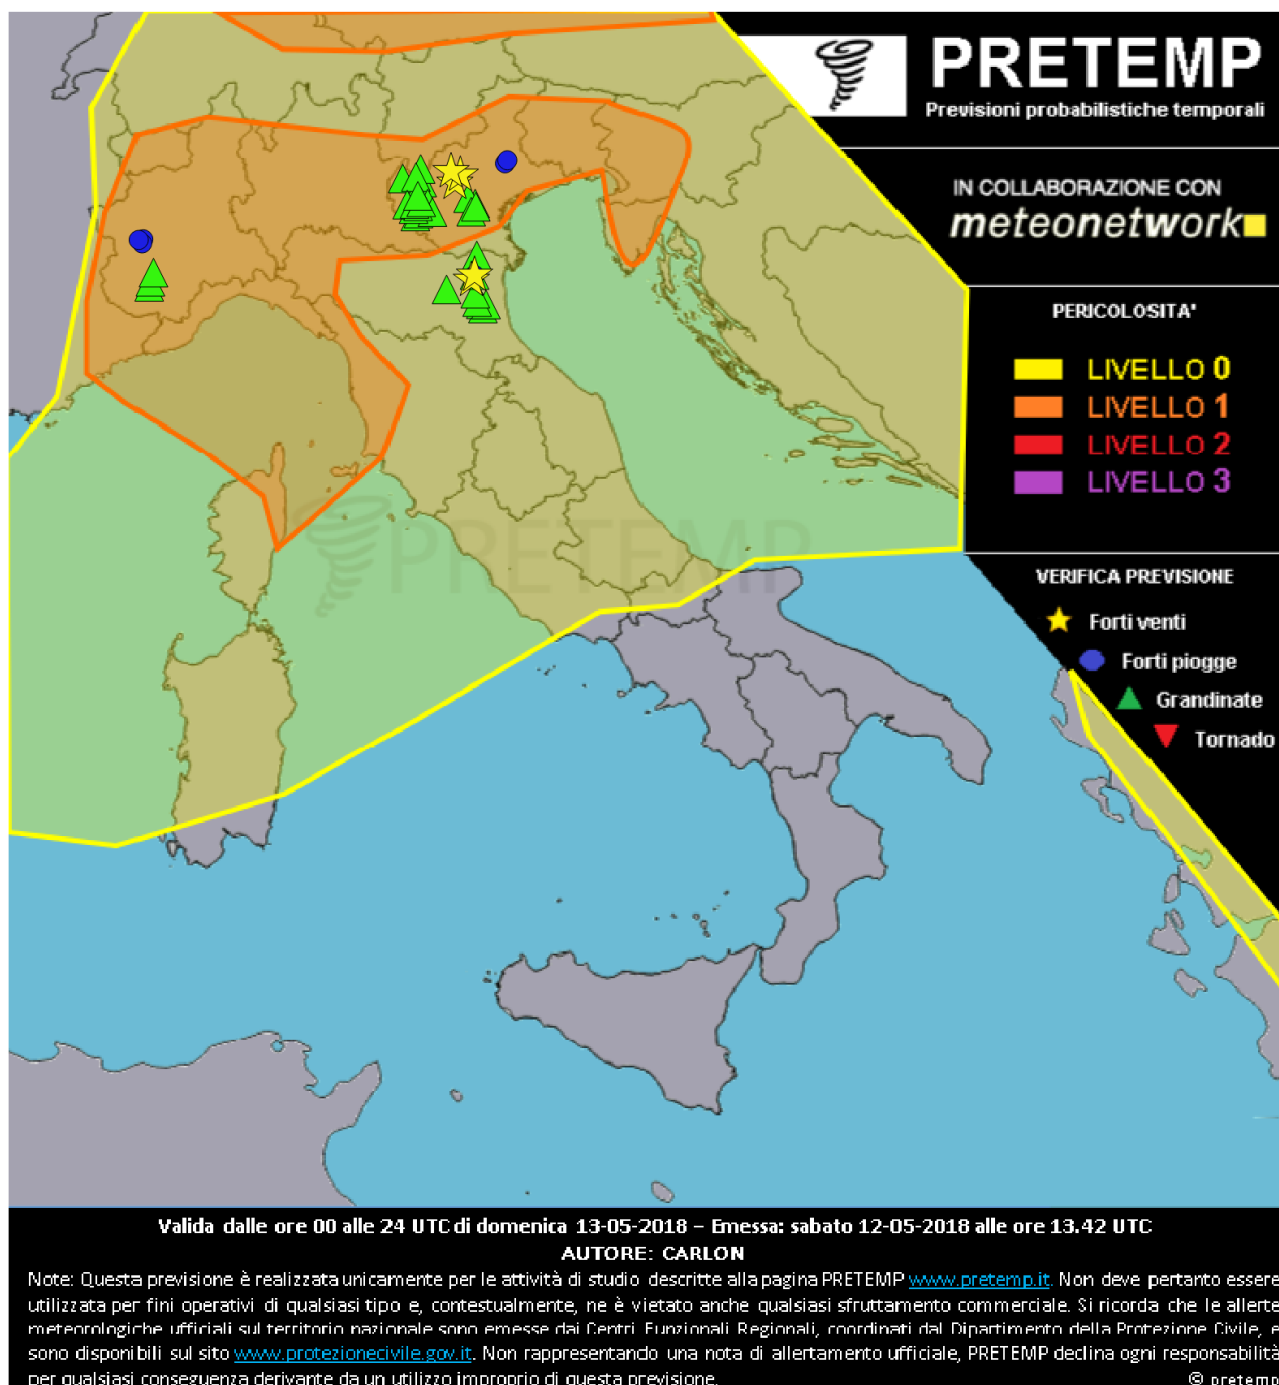 PRETEMP
Previsioni probabilistiche temporali
IN COLLABORAZIONE CON
meteonetwork
PERICOLOSITA'
LIVELLO 0
LIVELLO 1
LIVELLO 2
LIVELLO 3
PRETEMP
VERIFICA PREVISIONE
Forti venti
Forti piogge
Grandinate
Tornado
Valida dalle ore 00 alle 24 UTC di domenica 13-05-2018 – Emessa: sabato 12-05-2018 alle ore 13.42 UTC
AUTORE: CARLON
Note: Questa previsione è realizzata unicamente per le attività di studio descritte alla pagina PRETEMP www.pretemp.it. Non deve pertanto essere
utilizzata per fini operativi di qualsiasi tipo e, contestualmente, ne è vietato anche qualsiasi sfruttamento commerciale. Si ricorda che le allerte
meteorologiche ufficiali sul territorio nazionale sono emesse dai Centri Funzionali Regionali, coordinati dal Dipartimento della Protezione Civile, e
sono disponibili sul sito www.protezionecivile.gov.it. Non rappresentando una nota di allertamento ufficiale, PRETEMP declina ogni responsabilità
per qualsiasi conseguenza derivante da un utilizzo improprio di questa previsione.
© pretemp